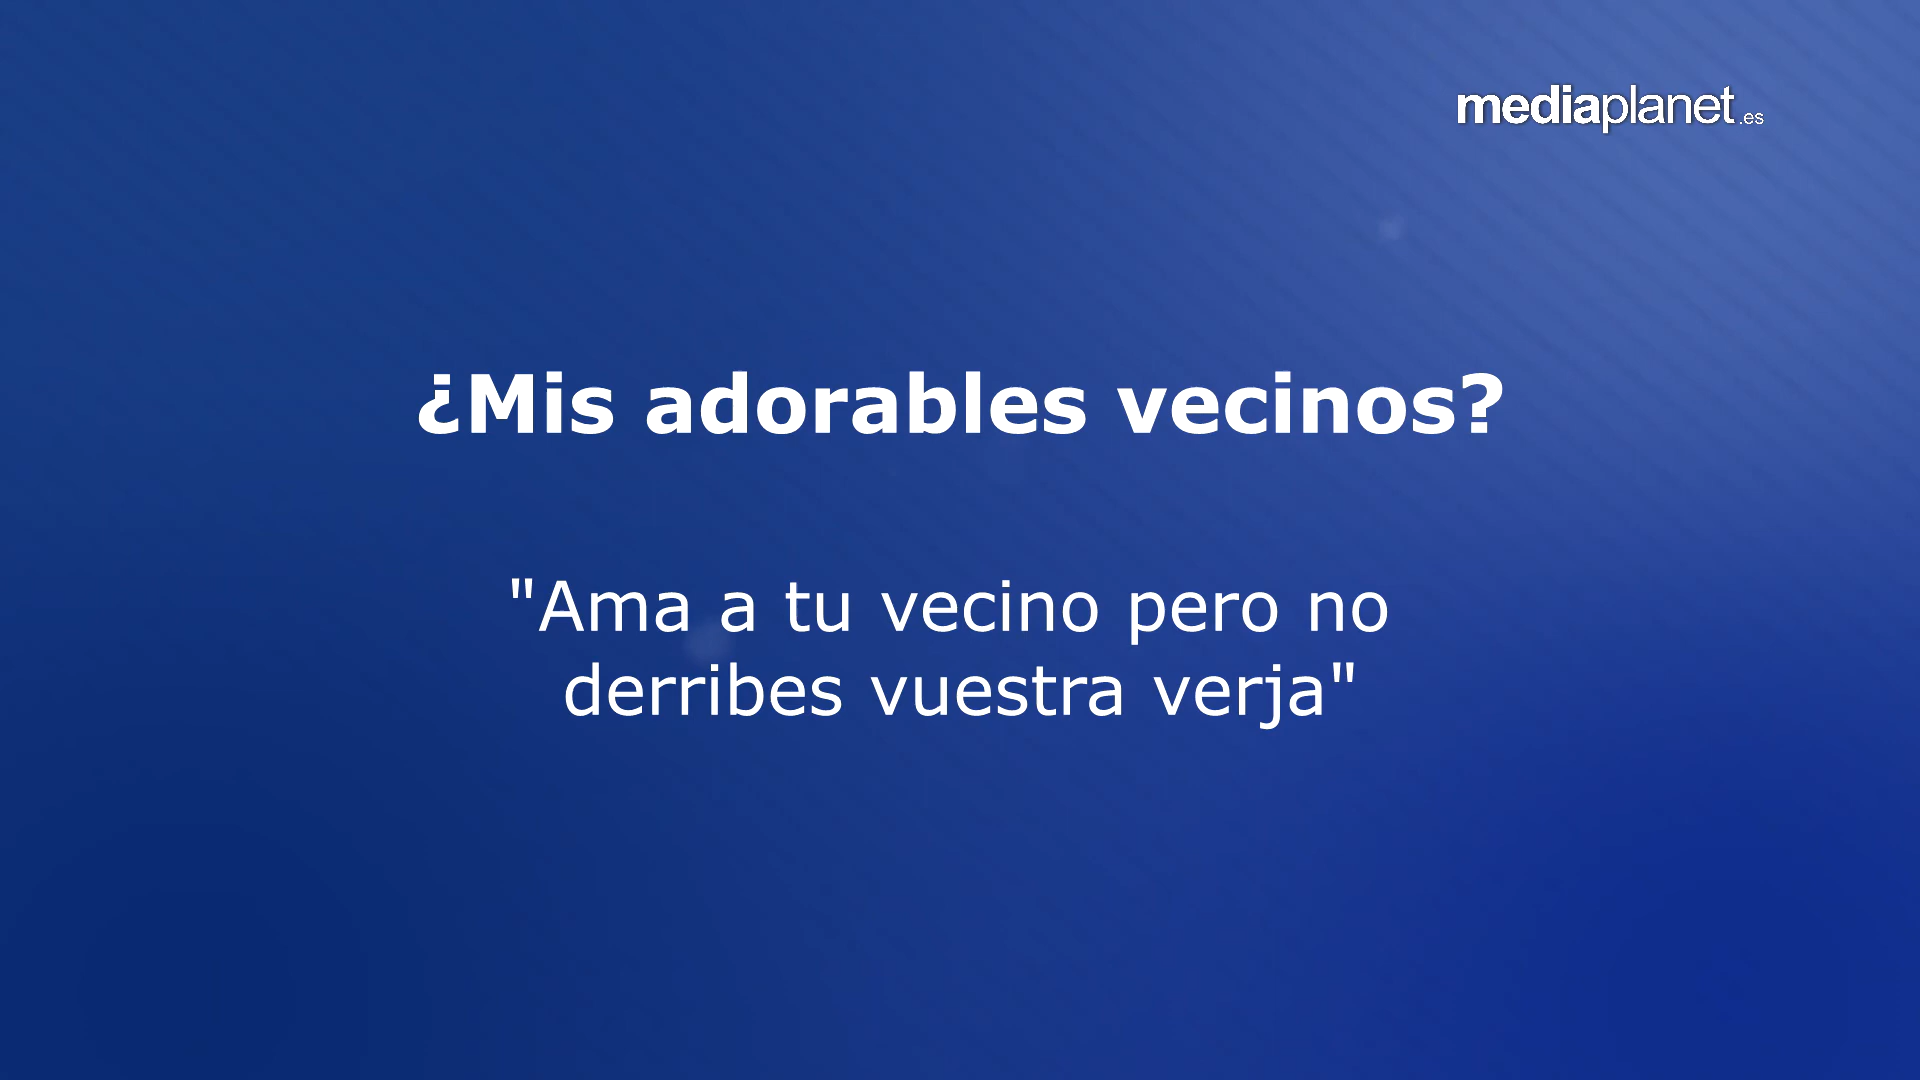 mediaplanet.es
¿Mis adorables vecinos?
"Ama a tu vecino pero no
derribes vuestra verja"